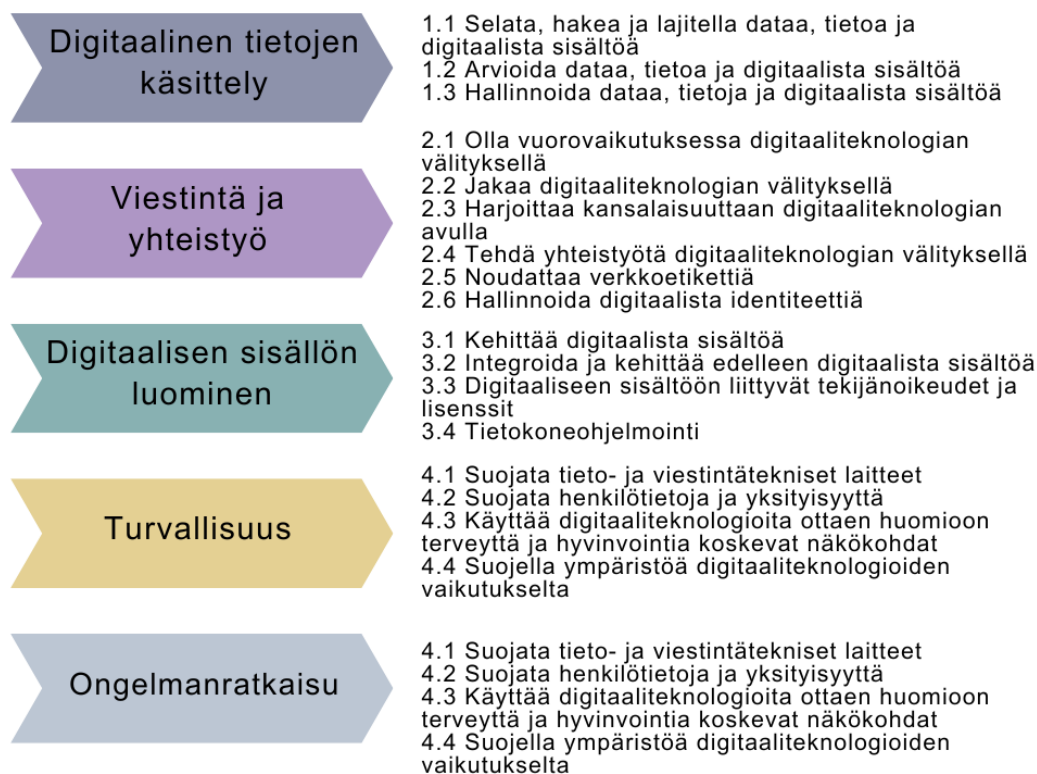 Digitaalinen tietojen
käsittely
1.1 Selata, hakea ja lajitella dataa, tietoa ja
digitaalista sisältöä
1.2 Arvioida dataa, tietoa ja digitaalista sisältöä
1.3 Hallinnoida dataa, tietoja ja digitaalista sisältöä
Viestintä ja
yhteistyö
2.1 Olla vuorovaikutuksessa digitaaliteknologian
välityksellä
2.2 Jakaa digitaaliteknologian välityksellä
2.3 Harjoittaa kansalaisuuttaan digitaaliteknologian
avulla
2.4 Tehdä yhteistyötä digitaaliteknologian välityksellä
2.5 Noudattaa verkkoetikettiä
2.6 Hallinnoida digitaalista identiteettiä
Digitaalisen sisällön
luominen
3.1 Kehittää digitaalista sisältöä
3.2 Integroida ja kehittää edelleen digitaalista sisältöä
3.3 Digitaaliseen sisältöön liittyvät tekijänoikeudet ja
lisenssit
3.4 Tietokoneohjelmointi
Turvallisuus
4.1 Suojata tieto- ja viestintätekniset laitteet
4.2 Suojata henkilötietoja ja yksityisyyttä
4.3 Käyttää digitaaliteknologioita ottaen huomioon
terveyttä ja hyvinvointia koskevat näkökohdat
4.4 Suojella ympäristöä digitaaliteknologioiden
vaikutukselta
Ongelmanratkaisu
4.1 Suojata tieto- ja viestintätekniset laitteet
4.2 Suojata henkilötietoja ja yksityisyyttä
4.3 Käyttää digitaaliteknologioita ottaen huomioon
terveyttä ja hyvinvointia koskevat näkökohdat
4.4 Suojella ympäristöä digitaaliteknologioiden
vaikutukselta